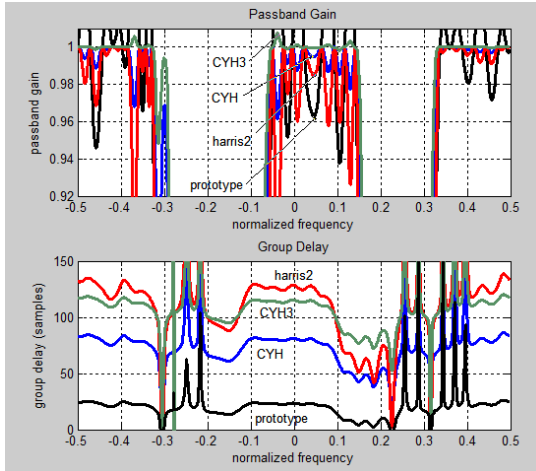 Passband Gain
passband gain
1
0.98
0.96
0.94
0.92
CYH3
CYH
harris2
prototype
-0.5 -0.4 -0.3 -0.2 -0.1 0 0.1 0.2 0.3 0.4 0.5
normalized frequency
Group Delay
group delay (samples)
150
100
50
0
harris2
CYH3
CYH
prototype
-0.5 -0.4 -0.3 -0.2 -0.1 0 0.1 0.2 0.3 0.4 0.5
normalized frequency